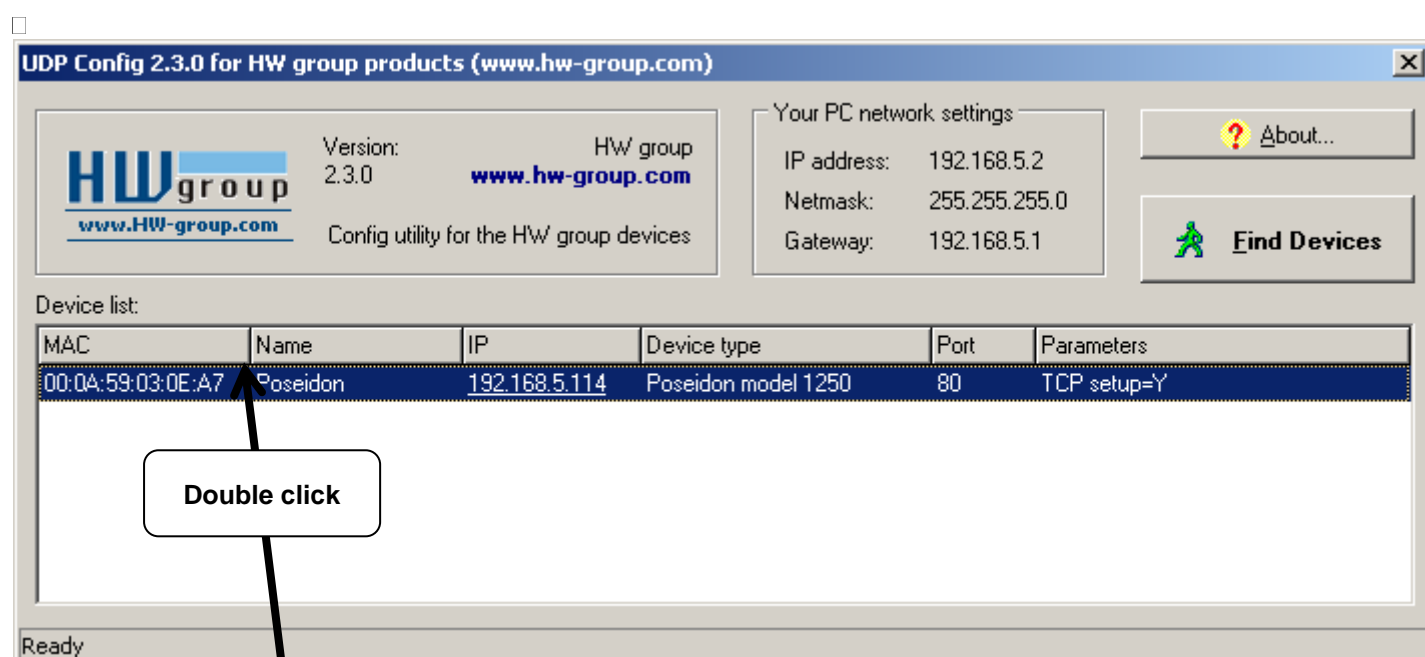 UDP Config 2.3.0 for HW group products (www.hw-group.com)
HWgroup
www.HW-group.com
Version: HW group
2.3.0 www.hw-group.com
Config utility for the HW group devices
Your PC network settings
IP address: 192.168.5.2
Netmask: 255.255.255.0
Gateway: 192.168.5.1
About...
Find Devices
Device list:
MAC Name IP Device type Port Parameters
00:0A:59:03:0E:A7 Poseidon 192.168.5.114 Poseidon model 1250 80 TCP setup=Y
Double click
Ready